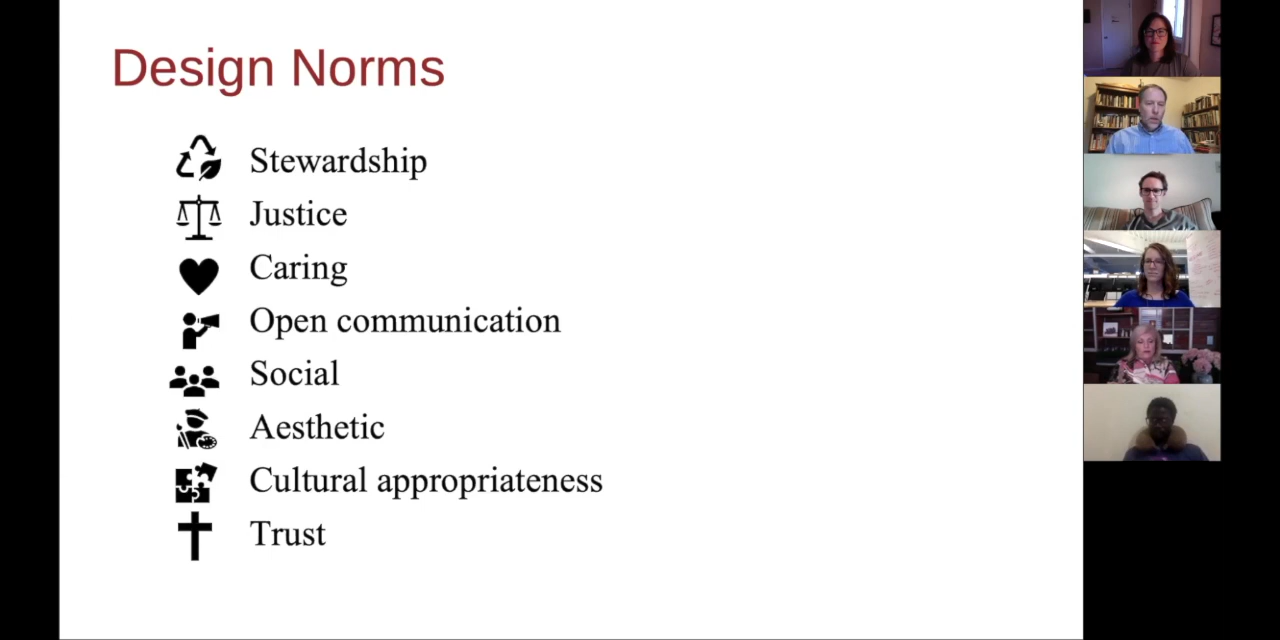 Design Norms
Stewardship
Justice
Caring
Open communication
Social
Aesthetic
Cultural appropriateness
Trust